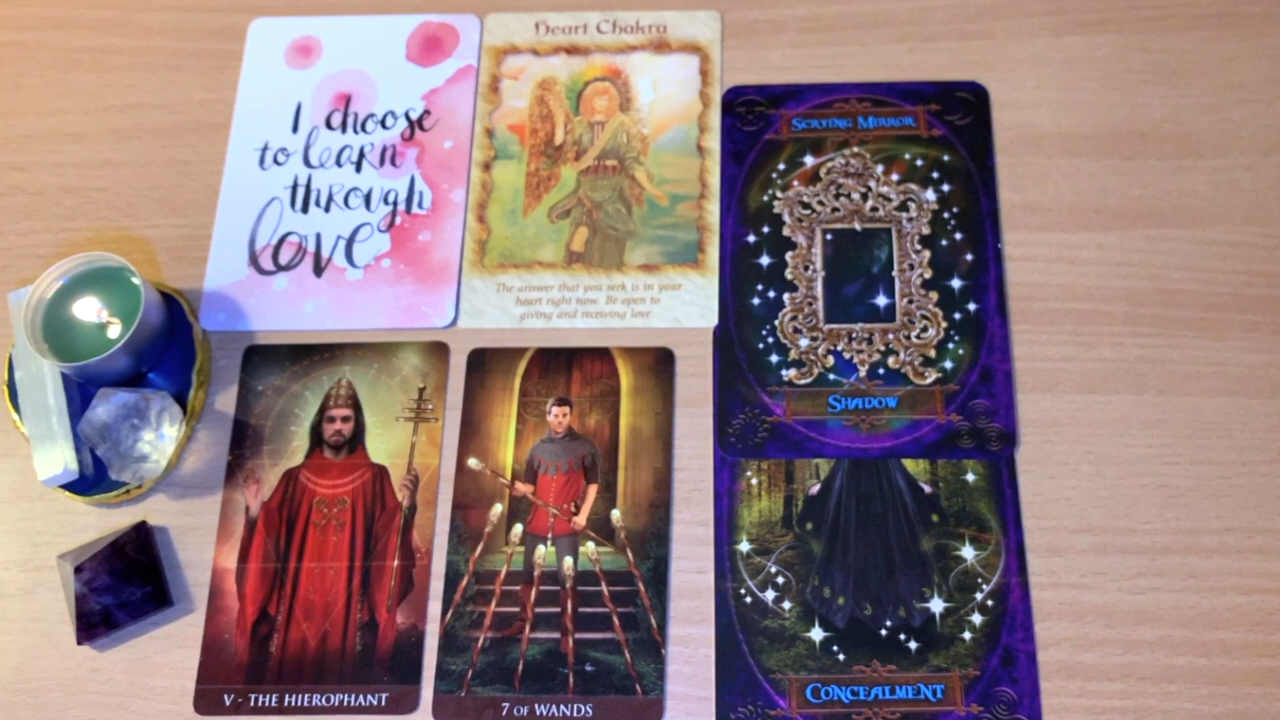 I choose
to learn
through
love
Heart Chakra
The answer that you seek is in your
heart right now. Be open to
giving and receiving love.
SCRYING MIRROR
SHADOW
V - THE HIEROPHANT
7 OF WANDS
CONCEALMENT